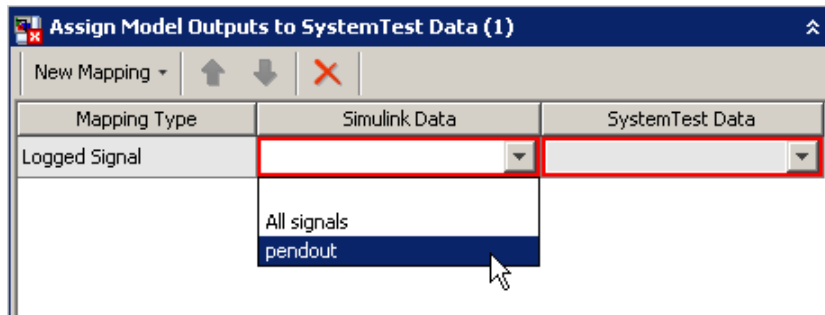 Assign Model Outputs to SystemTest Data (1)
New Mapping
Mapping Type Simulink Data SystemTest Data
Logged Signal
All signals
pendout